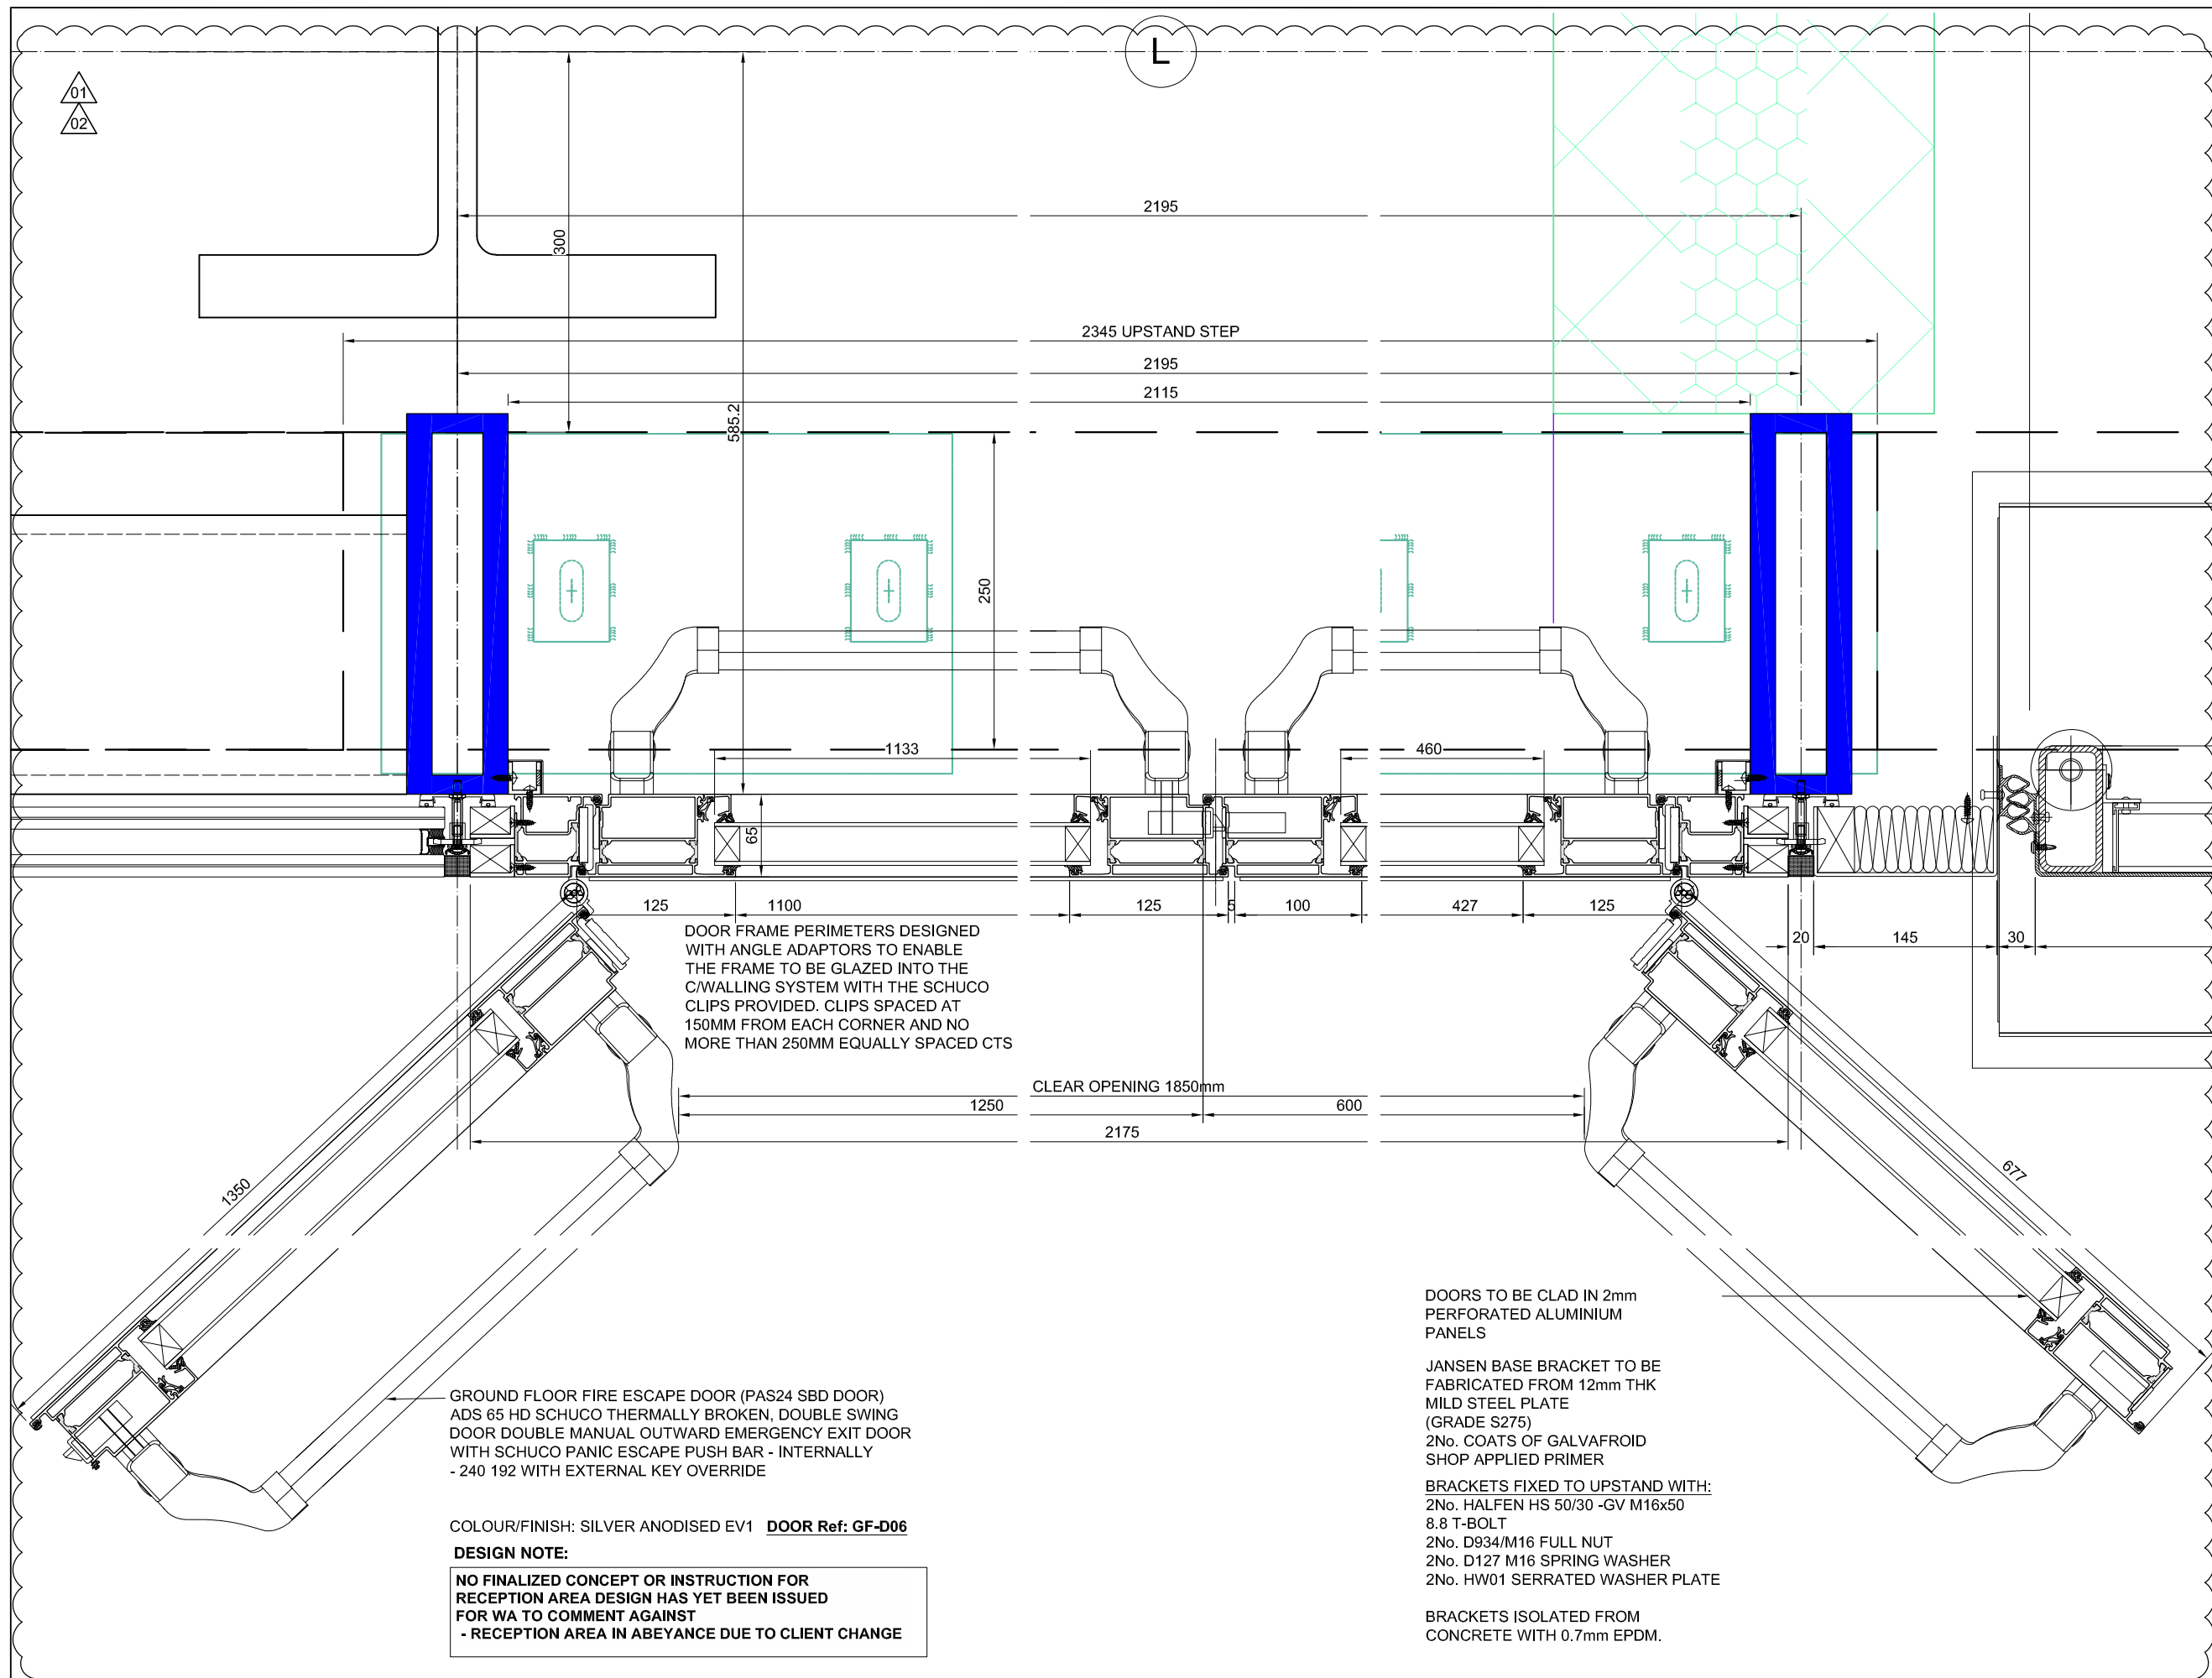 L
01
02
2195
300
2345 UPSTAND STEP
2195
2115
585.2
250
1133
460
65
125
1100
125
5
100
427
125
20
145
30
DOOR FRAME PERIMETERS DESIGNED
WITH ANGLE ADAPTORS TO ENABLE
THE FRAME TO BE GLAZED INTO THE
C/WALLING SYSTEM WITH THE SCHUCO
CLIPS PROVIDED. CLIPS SPACED AT
150MM FROM EACH CORNER AND NO
MORE THAN 250MM EQUALLY SPACED CTS
CLEAR OPENING 1850mm
1250
600
2175
1350
677
GROUND FLOOR FIRE ESCAPE DOOR (PAS24 SBD DOOR)
ADS 65 HD SCHUCO THERMALLY BROKEN, DOUBLE SWING
DOOR DOUBLE MANUAL OUTWARD EMERGENCY EXIT DOOR
WITH SCHUCO PANIC ESCAPE PUSH BAR - INTERNALLY
- 240 192 WITH EXTERNAL KEY OVERRIDE
COLOUR/FINISH: SILVER ANODISED EV1 DOOR Ref: GF-D06
DESIGN NOTE:
NO FINALIZED CONCEPT OR INSTRUCTION FOR
RECEPTION AREA DESIGN HAS YET BEEN ISSUED
FOR WA TO COMMENT AGAINST
- RECEPTION AREA IN ABEYANCE DUE TO CLIENT CHANGE
DOORS TO BE CLAD IN 2mm
PERFORATED ALUMINIUM
PANELS
JANSEN BASE BRACKET TO BE
FABRICATED FROM 12mm THK
MILD STEEL PLATE
(GRADE S275)
2No. COATS OF GALVAFROID
SHOP APPLIED PRIMER
BRACKETS FIXED TO UPSTAND WITH:
2No. HALFEN HS 50/30 -GV M16x50
8.8 T-BOLT
2No. D934/M16 FULL NUT
2No. D127 M16 SPRING WASHER
2No. HW01 SERRATED WASHER PLATE
BRACKETS ISOLATED FROM
CONCRETE WITH 0.7mm EPDM.